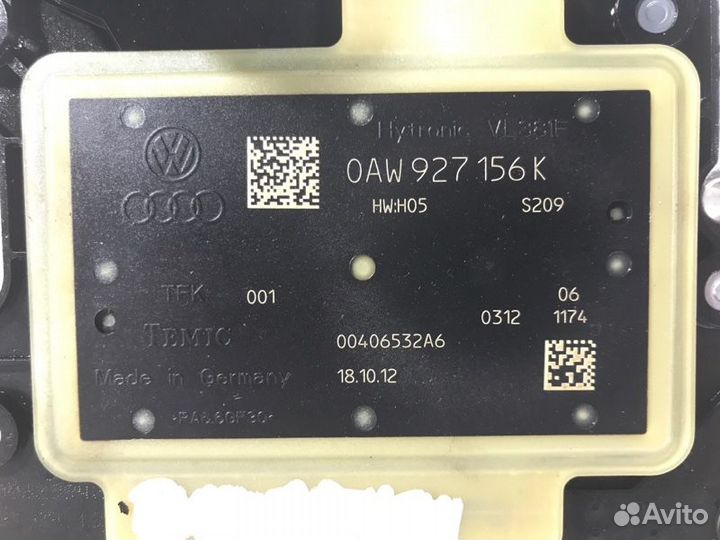 Hytronic VL381F
0AW 927 156 K
HW:H05 S209
TEK 001
06
0312 1174
TEMIC
00406532A6
Made in Germany 18.10.12
Avito